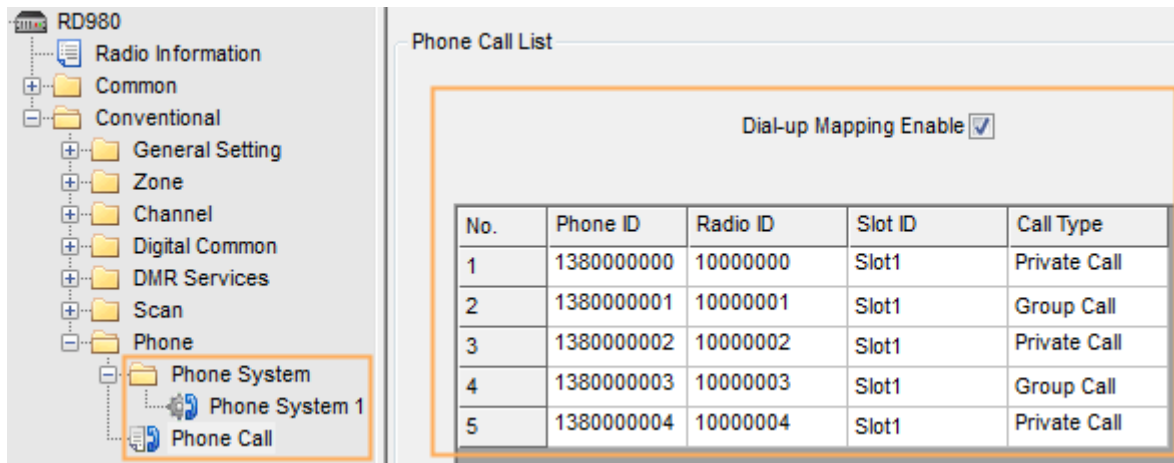 RD980
Radio Information
Common
Conventional
General Setting
Zone
Channel
Digital Common
DMR Services
Scan
Phone
Phone System
Phone System 1
Phone Call
Phone Call List
Dial-up Mapping Enable
No. Phone ID Radio ID Slot ID Call Type
1 1380000000 10000000 Slot1 Private Call
2 1380000001 10000001 Slot1 Group Call
3 1380000002 10000002 Slot1 Private Call
4 1380000003 10000003 Slot1 Group Call
5 1380000004 10000004 Slot1 Private Call